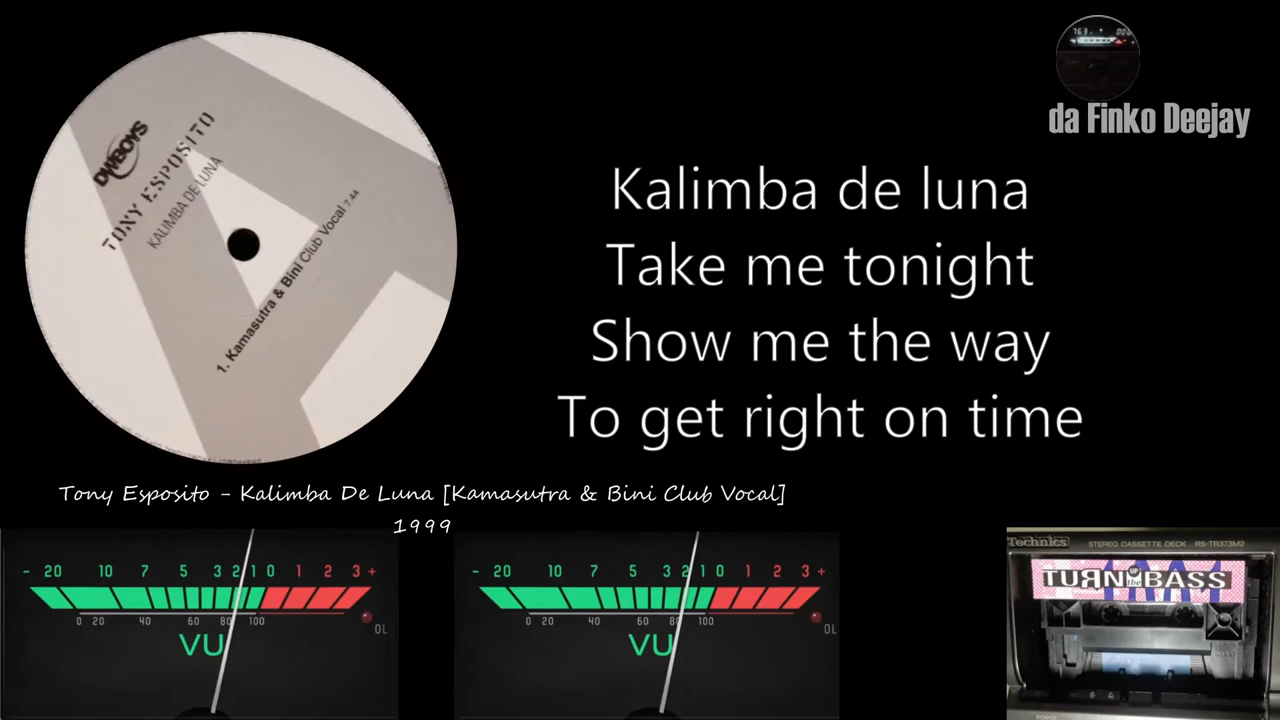 DWBOYS
TONY ESPOSITO
KALIMBA DE LUNA
1. Kamasutra & Bini Club Vocal 7.44
763
da Finko Deejay
Kalimba de luna
Take me tonight
Show me the way
To get right on time
Tony Esposito - Kalimba De Luna [Kamasutra & Bini Club Vocal]
1999
- 20 10 7 5 3 2 1 0 1 2 3 +
0 20 40 60 80 100
VU
OL
- 20 10 7 5 3 2 1 0 1 2 3 +
0 20 40 60 80 100
VU
OL
Technics STEREO CASSETTE DECK RS-TR373M2
TURN UP the BASS